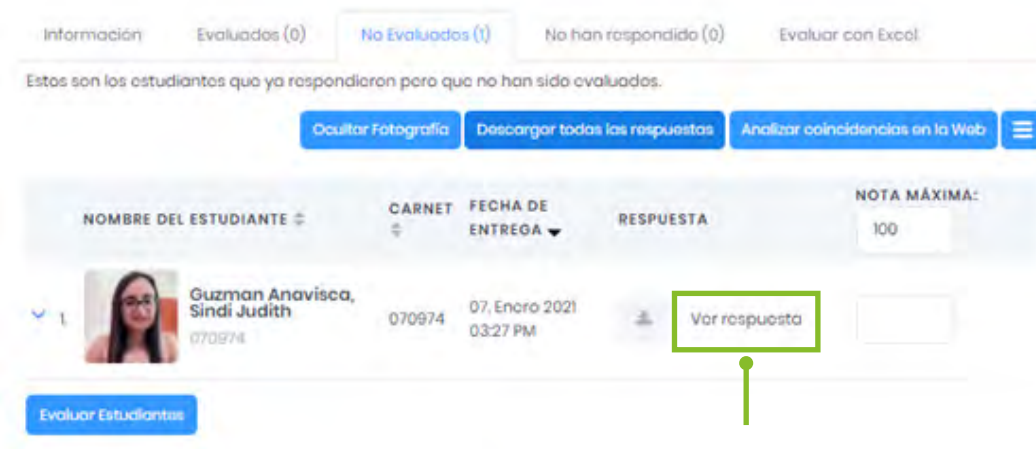 Información Evaluados (0) No Evaluados (1) No han respondido (0) Evaluar con Excel
Estos son los estudiantes que ya respondieron pero que no han sido evaluados.
Ocultar Fotografía Descargar todas las respuestas Analizar coincidencias en la Web
NOMBRE DEL ESTUDIANTE CARNET FECHA DE ENTREGA RESPUESTA NOTA MÁXIMA:
100
1. Guzman Anavisca, Sindi Judith 070974 07, Enero 2021 03:27 PM Ver respuesta
070974
Evaluar Estudiantes